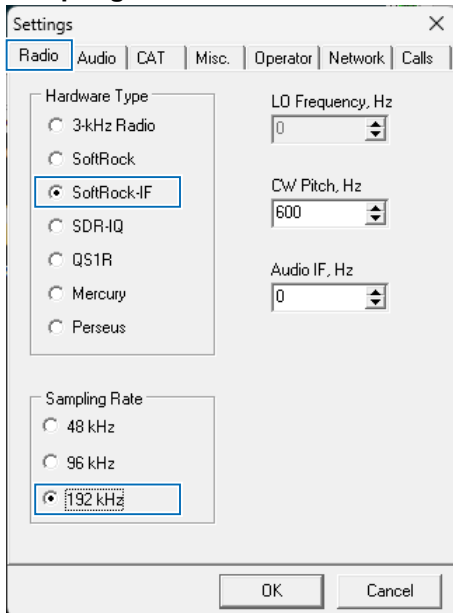 Settings
Radio Audio CAT Misc. Operator Network Calls
Hardware Type
3-kHz Radio
SoftRock
SoftRock-IF
SDR-IQ
QS1R
Mercury
Perseus
LO Frequency, Hz
0
CW Pitch, Hz
600
Audio IF, Hz
0
Sampling Rate
48 kHz
96 kHz
192 kHz
OK Cancel